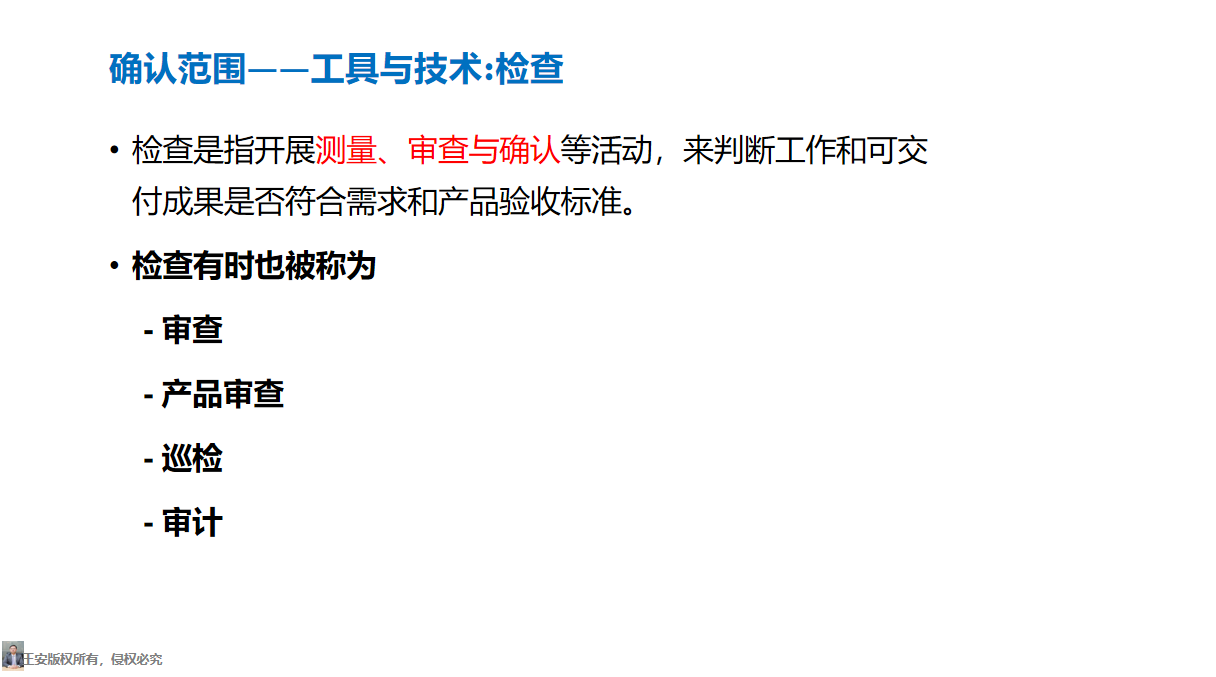 确认范围——工具与技术:检查
• 检查是指开展测量、审查与确认等活动，来判断工作和可交
付成果是否符合需求和产品验收标准。
• 检查有时也被称为
- 审查
- 产品审查
- 巡检
- 审计
王安版权所有，侵权必究